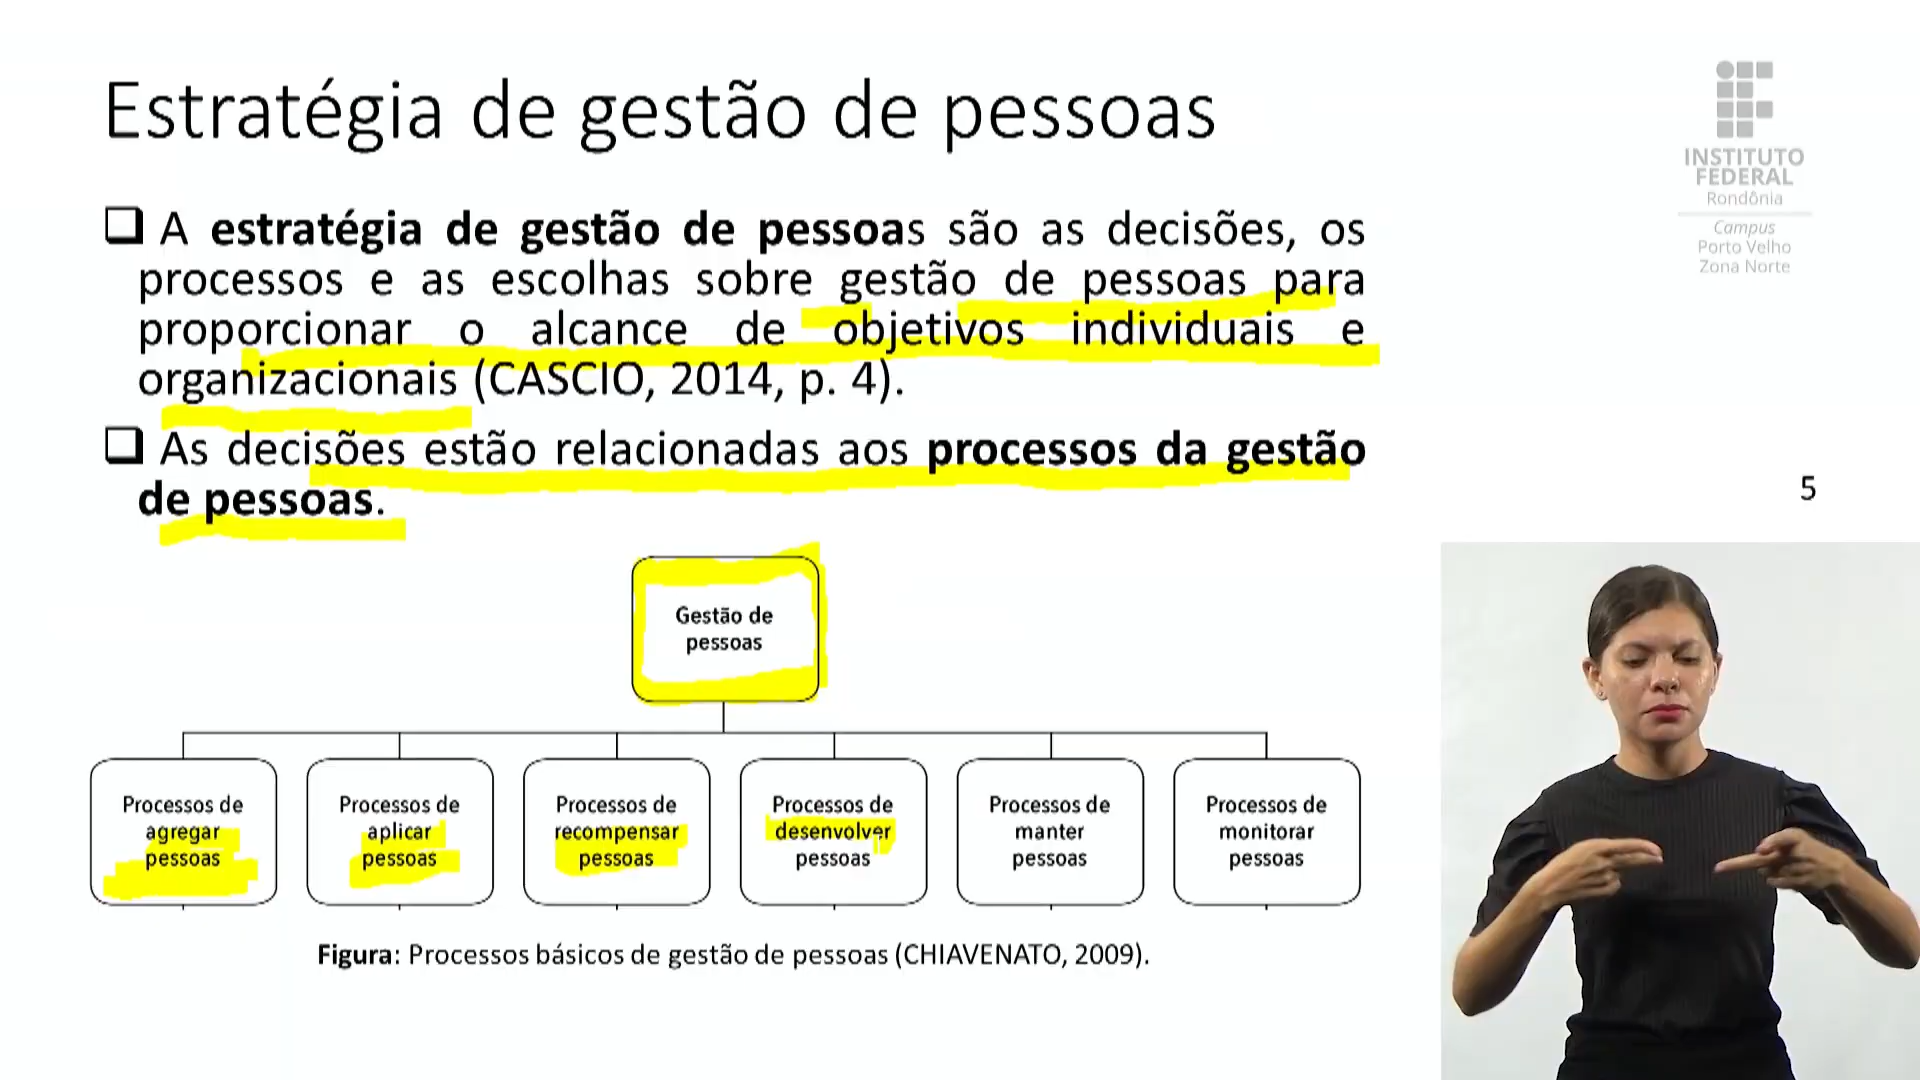 Estratégia de gestão de pessoas
INSTITUTO
FEDERAL
Rondônia
Campus
Porto Velho
Zona Norte
A estratégia de gestão de pessoas são as decisões, os
processos e as escolhas sobre gestão de pessoas para
proporcionar o alcance de objetivos individuais e
organizacionais (CASCIO, 2014, p. 4).
As decisões estão relacionadas aos processos da gestão
de pessoas.
5
Gestão de
pessoas
Processos de
agregar
pessoas
Processos de
aplicar
pessoas
Processos de
recompensar
pessoas
Processos de
desenvolver
pessoas
Processos de
manter
pessoas
Processos de
monitorar
pessoas
Figura: Processos básicos de gestão de pessoas (CHIAVENATO, 2009).